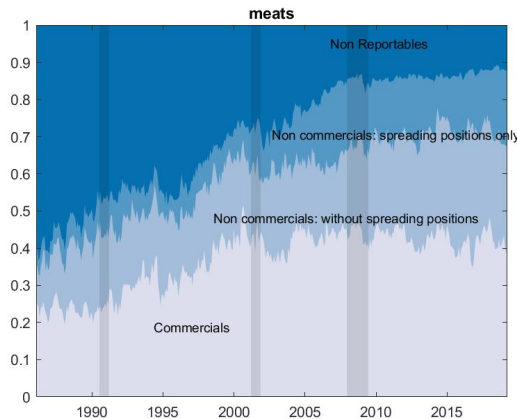 meats
1
Non Reportables
0.9
0.8
0.7
Non commercials: spreading positions only
0.6
0.5
Non commercials: without spreading positions
0.4
0.3
0.2
Commercials
0.1
0
1990 1995 2000 2005 2010 2015